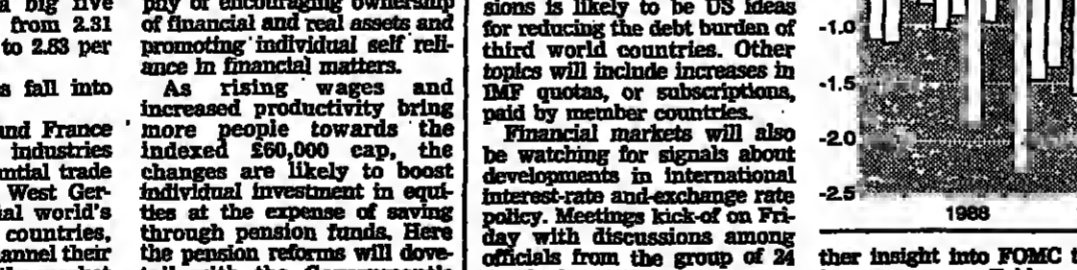 a big five
from 2.31
to 2.83 per
s fall into
and France
industries
ntial trade
West Ger-
ial world's
countries,
annel their
phy of encouraging ownership
of financial and real assets and
promoting individual self reli-
ance in financial matters.
As rising wages and
increased productivity bring
more people towards the
indexed £60,000 cap, the
changes are likely to boost
individual investment in equi-
ties at the expense of saving
through pension funds. Here
the pension reforms will dove-
tail with the Government's
sions is likely to be US ideas
for reducing the debt burden of
third world countries. Other
topics will include increases in
IMF quotas, or subscriptions,
paid by member countries.
Financial markets will also
be watching for signals about
developments in international
interest-rate and-exchange rate
policy. Meetings kick-of on Fri-
day with discussions among
officials from the group of 24
-1.0
-1.5
-2.0
-2.5
1988
ther insight into FOMC